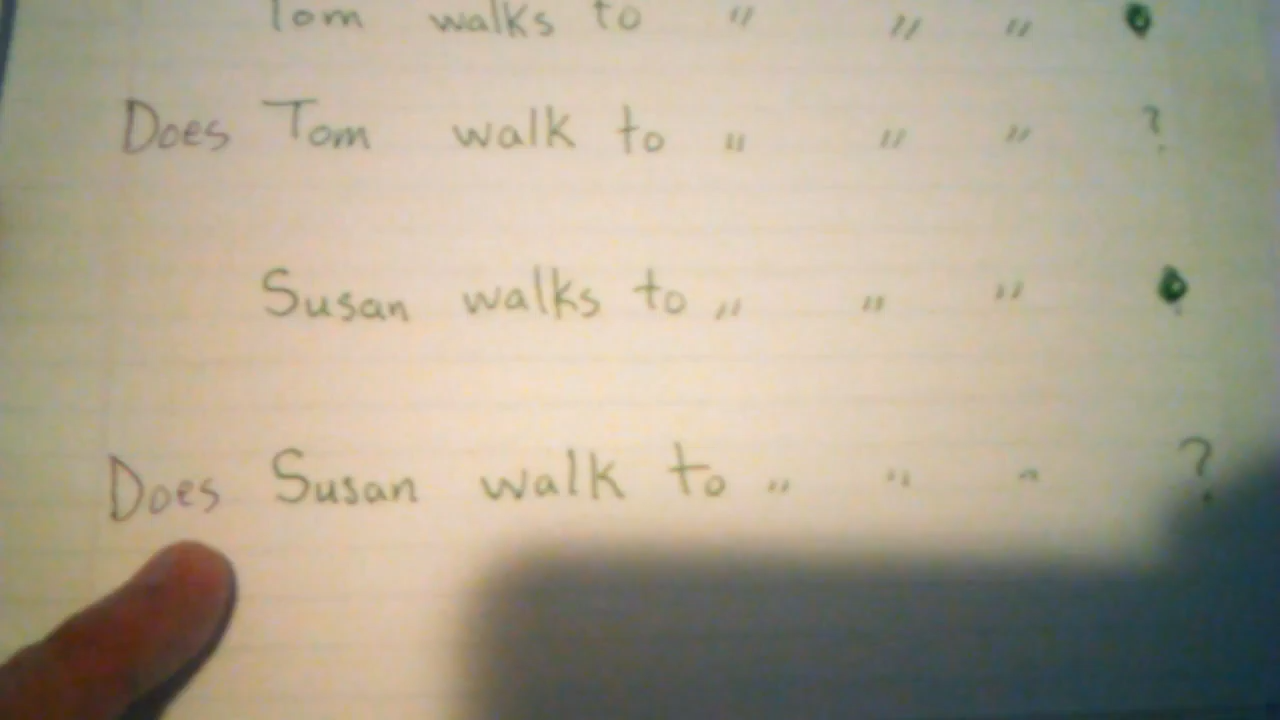 Tom walks to " " " .
Does Tom walk to " " " ?
Susan walks to " " " .
Does Susan walk to " " " ?